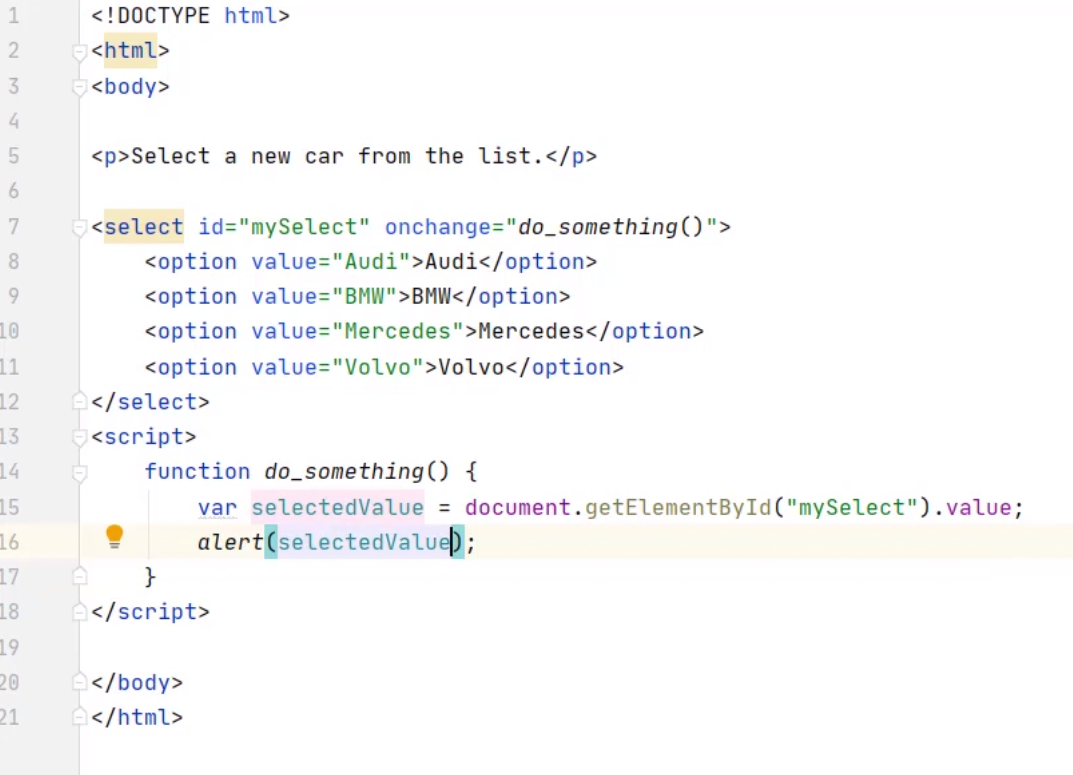 1 <!DOCTYPE html>
2 <html>
3 <body>
4
5 <p>Select a new car from the list.</p>
6
7 <select id="mySelect" onchange="do_something()">
8     <option value="Audi">Audi</option>
9     <option value="BMW">BMW</option>
10     <option value="Mercedes">Mercedes</option>
11     <option value="Volvo">Volvo</option>
12 </select>
13 <script>
14     function do_something() {
15         var selectedValue = document.getElementById("mySelect").value;
16         alert(selectedValue);
17     }
18 </script>
19
20 </body>
21 </html>